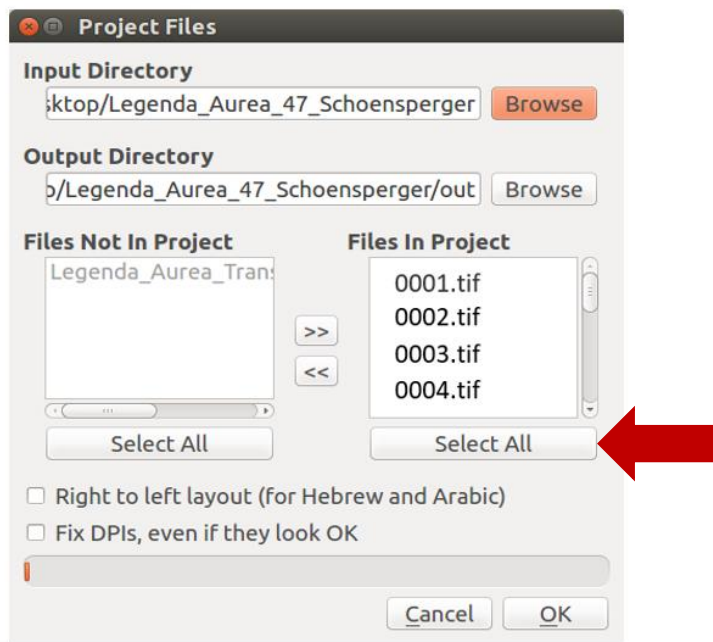 Project Files
Input Directory
sktop/Legenda_Aurea_47_Schoensperger Browse
Output Directory
o/Legenda_Aurea_47_Schoensperger/out Browse
Files Not In Project Files In Project
Legenda_Aurea_Trans
0001.tif
0002.tif
>>
0003.tif
<<
0004.tif
Select All Select All
Right to left layout (for Hebrew and Arabic)
Fix DPIs, even if they look OK
Cancel OK